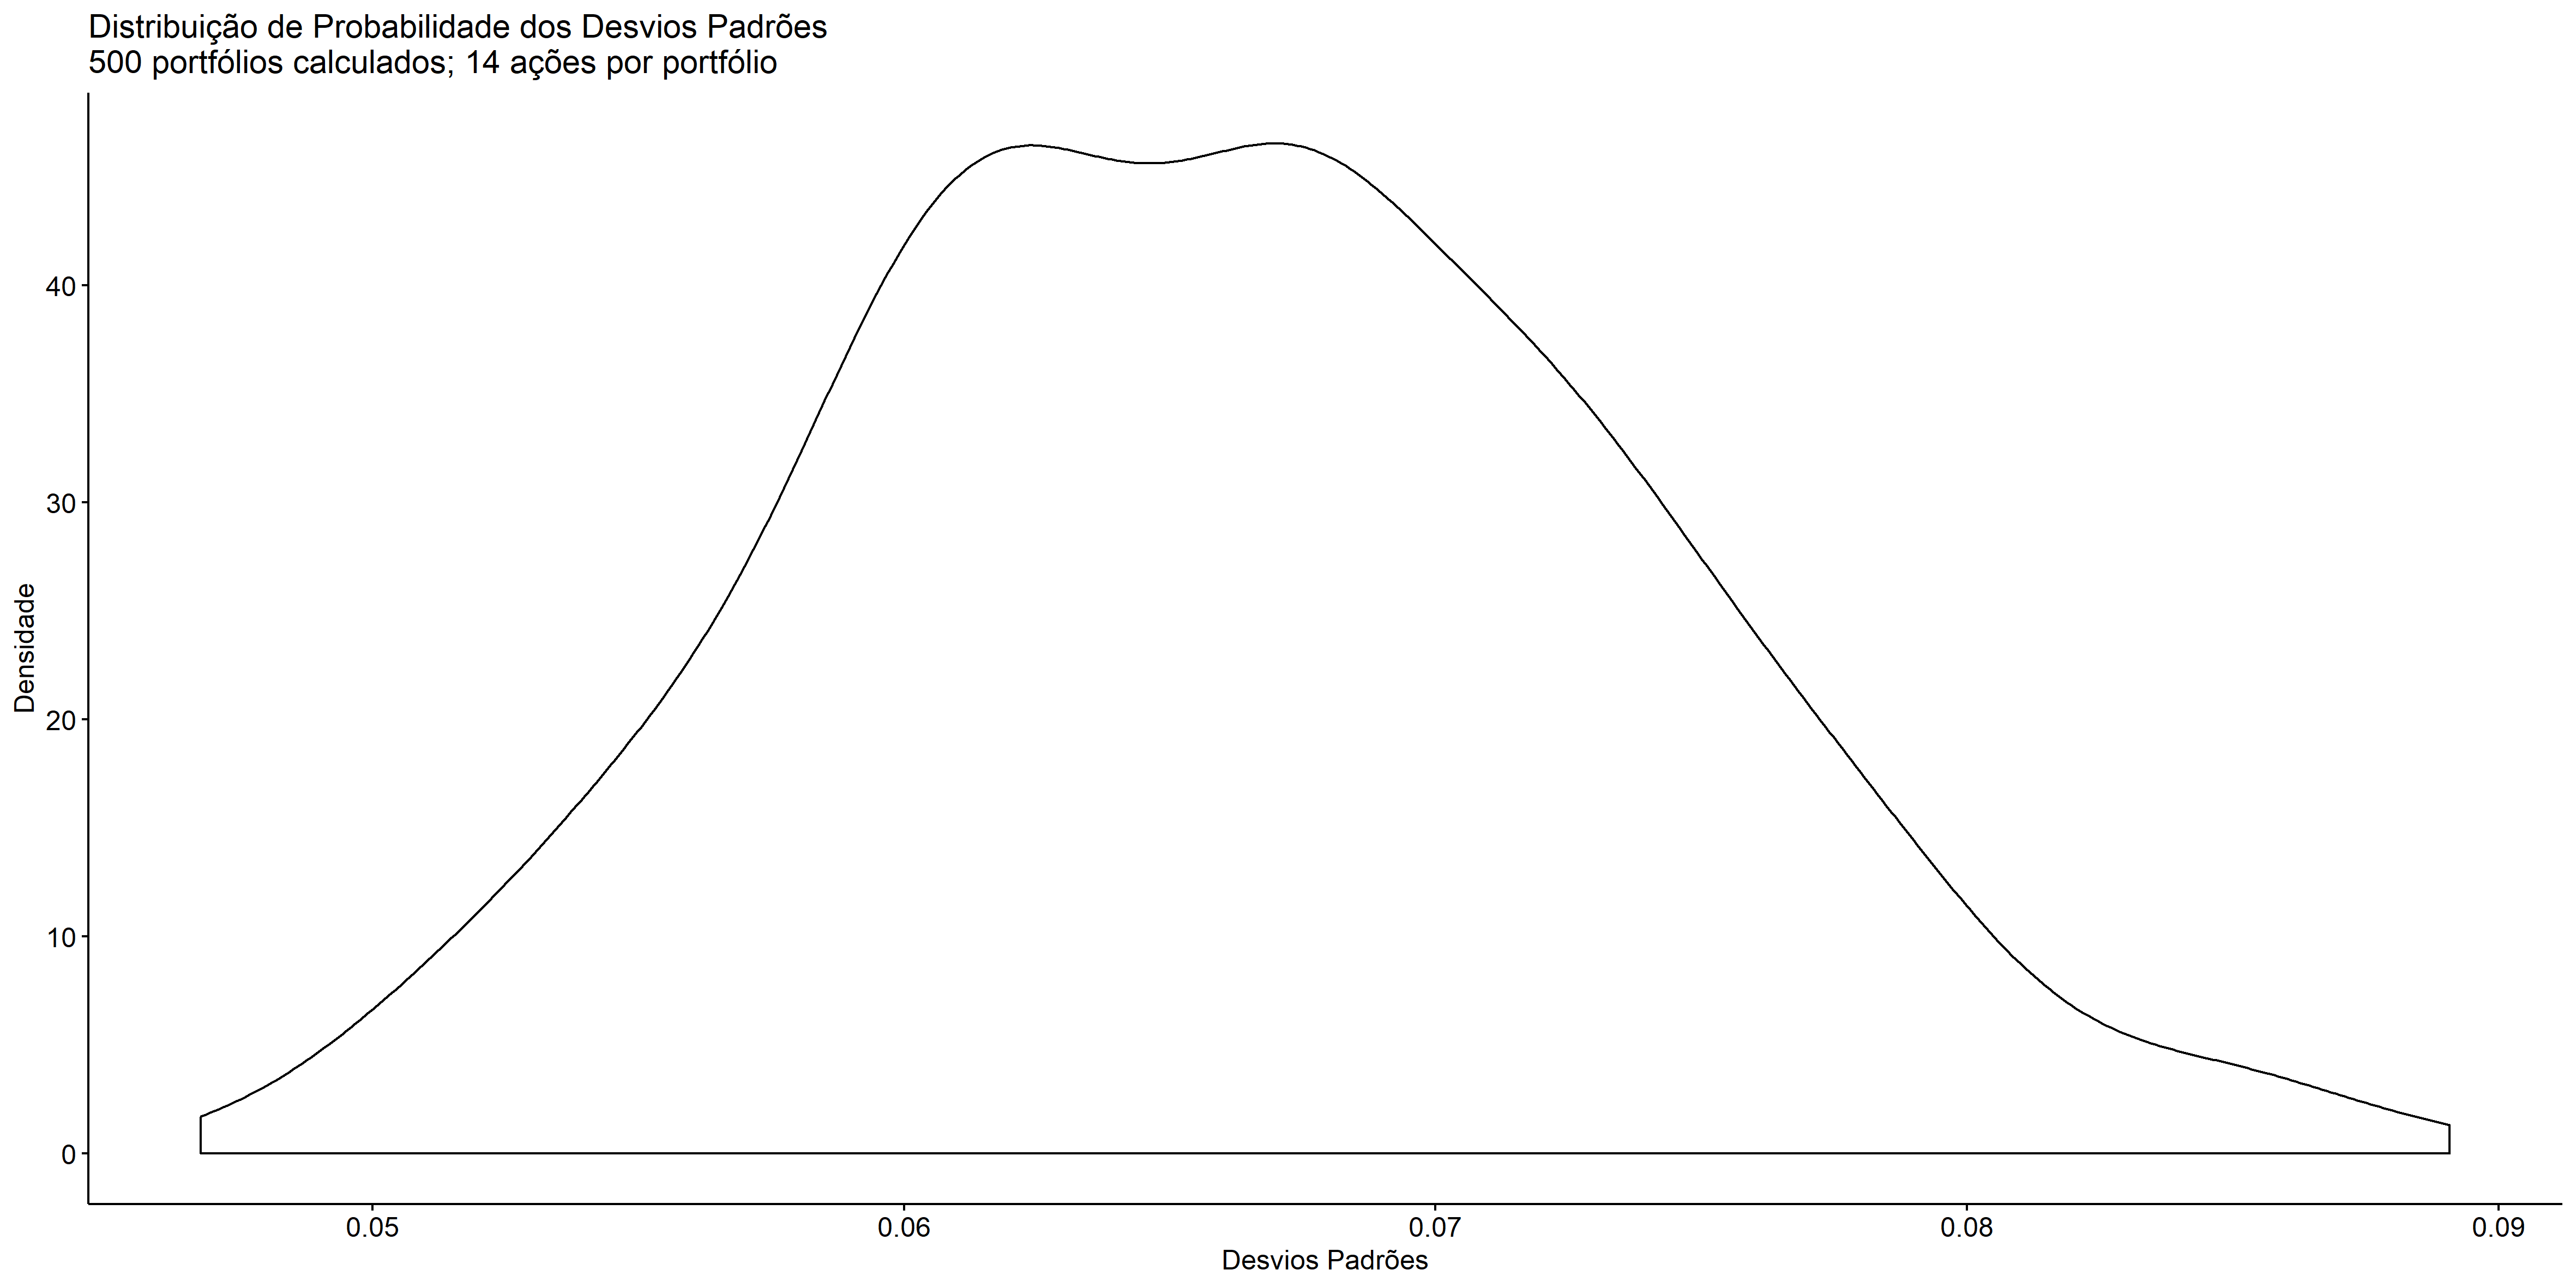 Distribuição de Probabilidade dos Desvios Padrões
500 portfólios calculados; 14 ações por portfólio
Densidade
40
30
20
10
0
0.05
0.06
0.07
0.08
0.09
Desvios Padrões